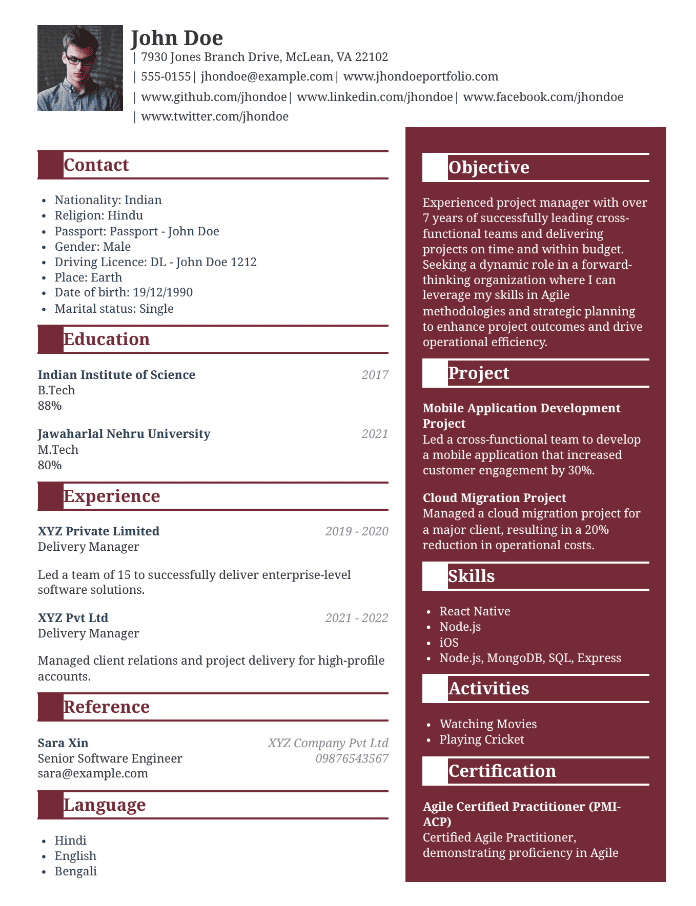 John Doe
| 7930 Jones Branch Drive, McLean, VA 22102
| 555-0155| jhondoe@example.com| www.jhondoeportfolio.com
| www.github.com/jhondoe| www.linkedin.com/jhondoe| www.facebook.com/jhondoe
| www.twitter.com/jhondoe
Contact
• Nationality: Indian
• Religion: Hindu
• Passport: Passport - John Doe
• Gender: Male
• Driving Licence: DL - John Doe 1212
• Place: Earth
• Date of birth: 19/12/1990
• Marital status: Single
Education
Indian Institute of Science 2017
B.Tech
88%
Jawaharlal Nehru University 2021
M.Tech
80%
Experience
XYZ Private Limited 2019 - 2020
Delivery Manager
Led a team of 15 to successfully deliver enterprise-level
software solutions.
XYZ Pvt Ltd 2021 - 2022
Delivery Manager
Managed client relations and project delivery for high-profile
accounts.
Reference
Sara Xin XYZ Company Pvt Ltd
Senior Software Engineer 09876543567
sara@example.com
Language
• Hindi
• English
• Bengali
Objective
Experienced project manager with over
7 years of successfully leading cross-
functional teams and delivering
projects on time and within budget.
Seeking a dynamic role in a forward-
thinking organization where I can
leverage my skills in Agile
methodologies and strategic planning
to enhance project outcomes and drive
operational efficiency.
Project
Mobile Application Development
Project
Led a cross-functional team to develop
a mobile application that increased
customer engagement by 30%.
Cloud Migration Project
Managed a cloud migration project for
a major client, resulting in a 20%
reduction in operational costs.
Skills
• React Native
• Node.js
• iOS
• Node.js, MongoDB, SQL, Express
Activities
• Watching Movies
• Playing Cricket
Certification
Agile Certified Practitioner (PMI-
ACP)
Certified Agile Practitioner,
demonstrating proficiency in Agile